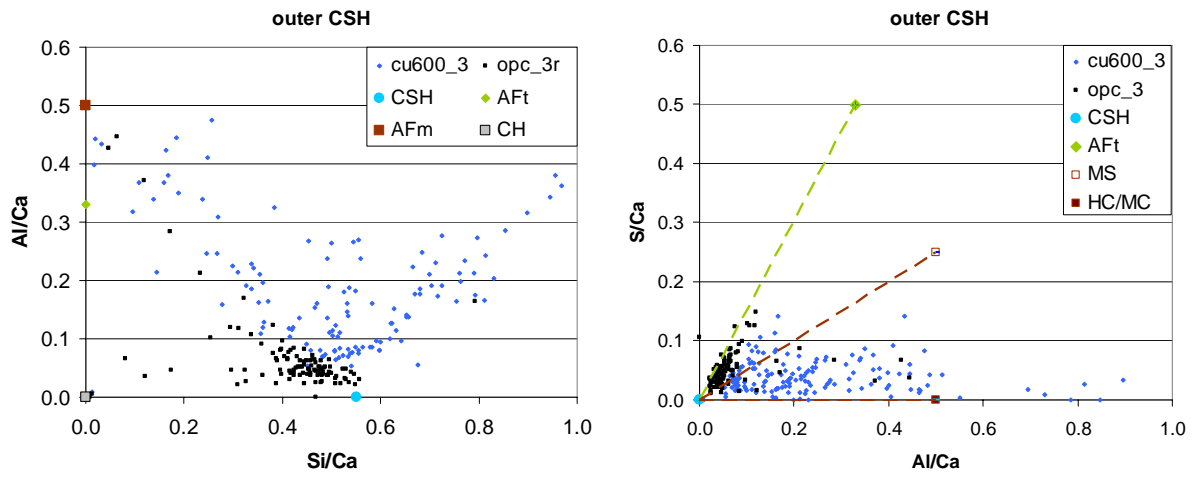 outer CSH
0.6
0.5
0.4
0.3
0.2
0.1
0.0
0.0 0.2 0.4 0.6 0.8 1.0
Al/Ca
Si/Ca
cu600_3 opc_3r
CSH AFt
AFm CH
outer CSH
0.6
0.5
0.4
0.3
0.2
0.1
0.0
0.0 0.2 0.4 0.6 0.8 1.0
S/Ca
Al/Ca
cu600_3
opc_3
CSH
AFt
MS
HC/MC